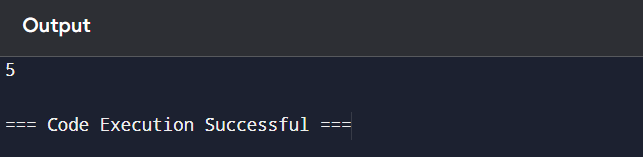 Output
5
=== Code Execution Successful ===